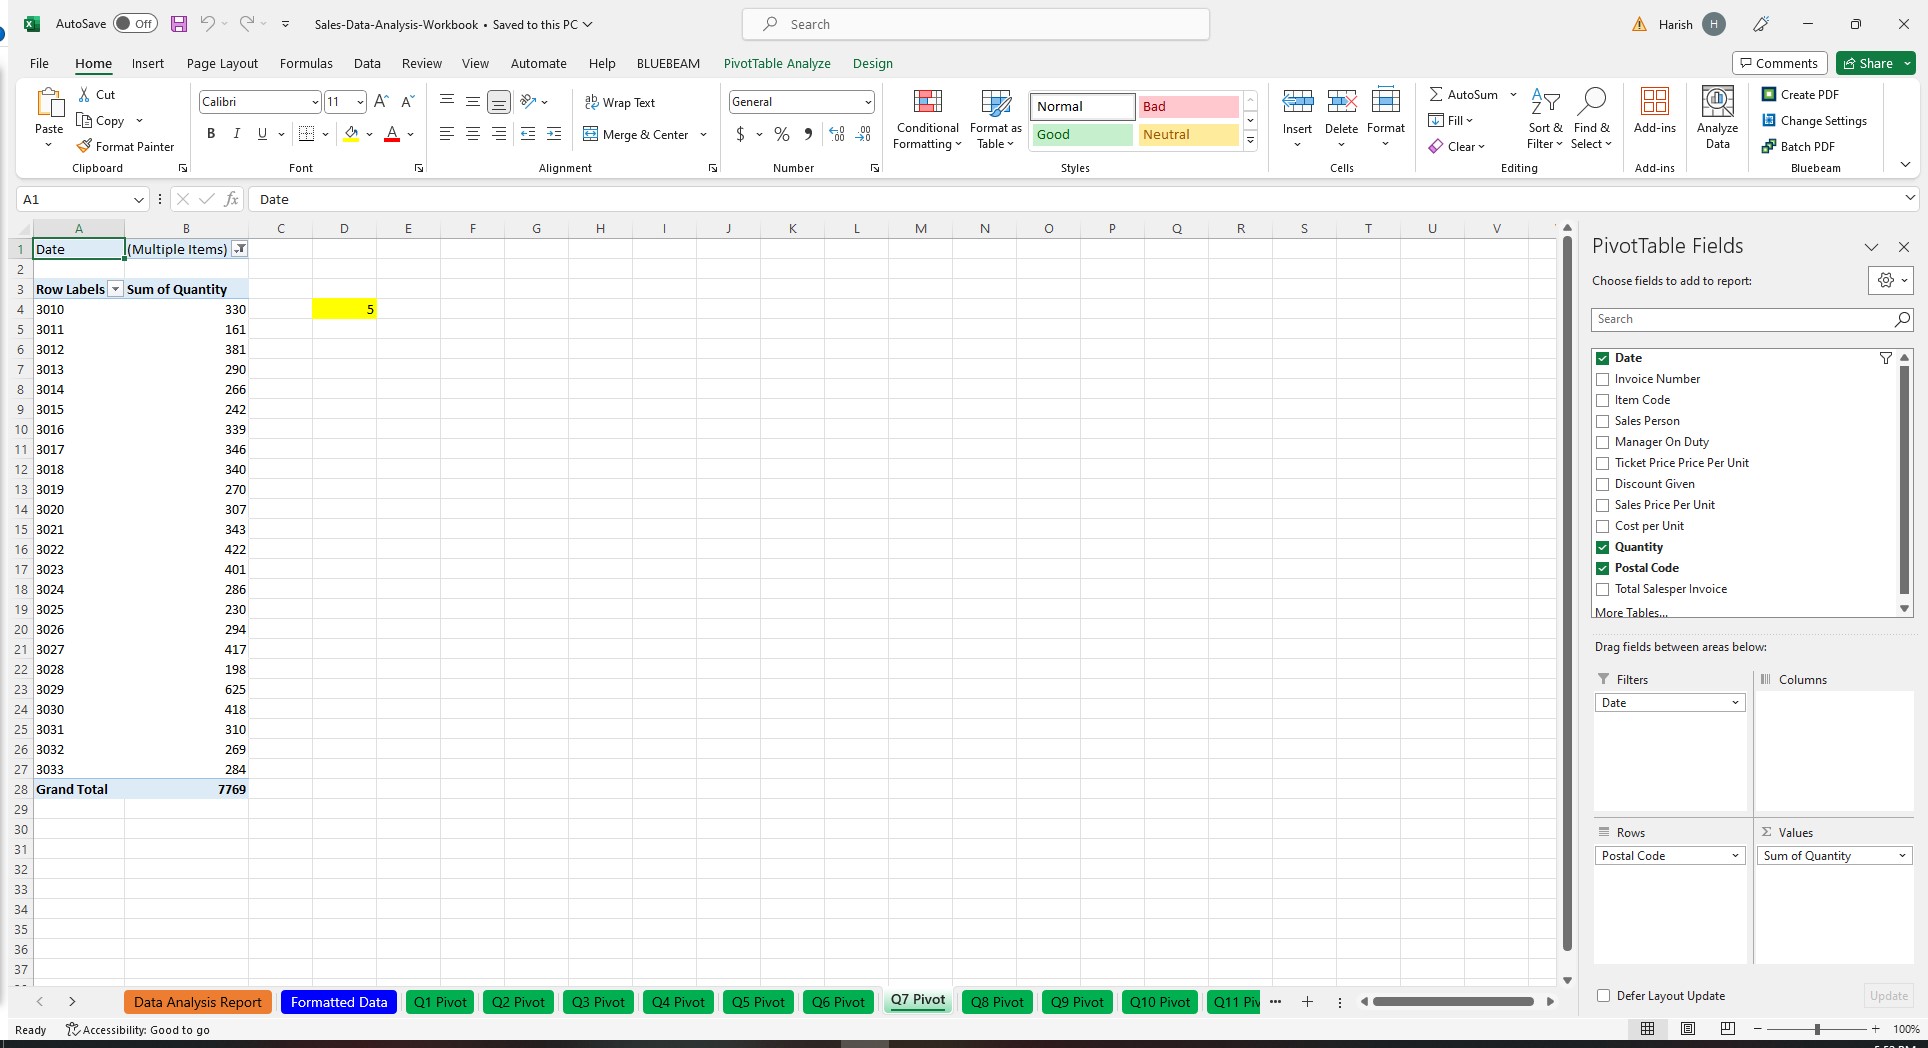 AutoSave Off Sales-Data-Analysis-Workbook • Saved to this PC Search Harish H
File Home Insert Page Layout Formulas Data Review View Automate Help BLUEBEAM PivotTable Analyze Design Comments Share
Paste Cut Copy Format Painter Clipboard
Calibri 11 B I U A Font
Wrap Text Merge & Center Alignment
General $ % Number
Conditional Formatting Format as Table Normal Bad Good Neutral Styles
Insert Delete Format Cells
AutoSum Fill Clear Sort & Filter Find & Select Editing
Add-ins Add-ins
Analyze Data
Create PDF Change Settings Batch PDF Bluebeam
A1 fx Date
A B C D E F G H I J K L M N O P Q R S T U V
1 Date (Multiple Items)
2
3 Row Labels Sum of Quantity
4 3010 330 5
5 3011 161
6 3012 381
7 3013 290
8 3014 266
9 3015 242
10 3016 339
11 3017 346
12 3018 340
13 3019 270
14 3020 307
15 3021 343
16 3022 422
17 3023 401
18 3024 286
19 3025 230
20 3026 294
21 3027 417
22 3028 198
23 3029 625
24 3030 418
25 3031 310
26 3032 269
27 3033 284
28 Grand Total 7769
29
30
31
32
33
34
35
36
37
PivotTable Fields
Choose fields to add to report:
Search
Date
Invoice Number
Item Code
Sales Person
Manager On Duty
Ticket Price Price Per Unit
Discount Given
Sales Price Per Unit
Cost per Unit
Quantity
Postal Code
Total Salesper Invoice
More Tables...
Drag fields between areas below:
Filters Columns
Date
Rows Values
Postal Code Sum of Quantity
Defer Layout Update Update
Data Analysis Report Formatted Data Q1 Pivot Q2 Pivot Q3 Pivot Q4 Pivot Q5 Pivot Q6 Pivot Q7 Pivot Q8 Pivot Q9 Pivot Q10 Pivot Q11 Piv
Ready Accessibility: Good to go 100%